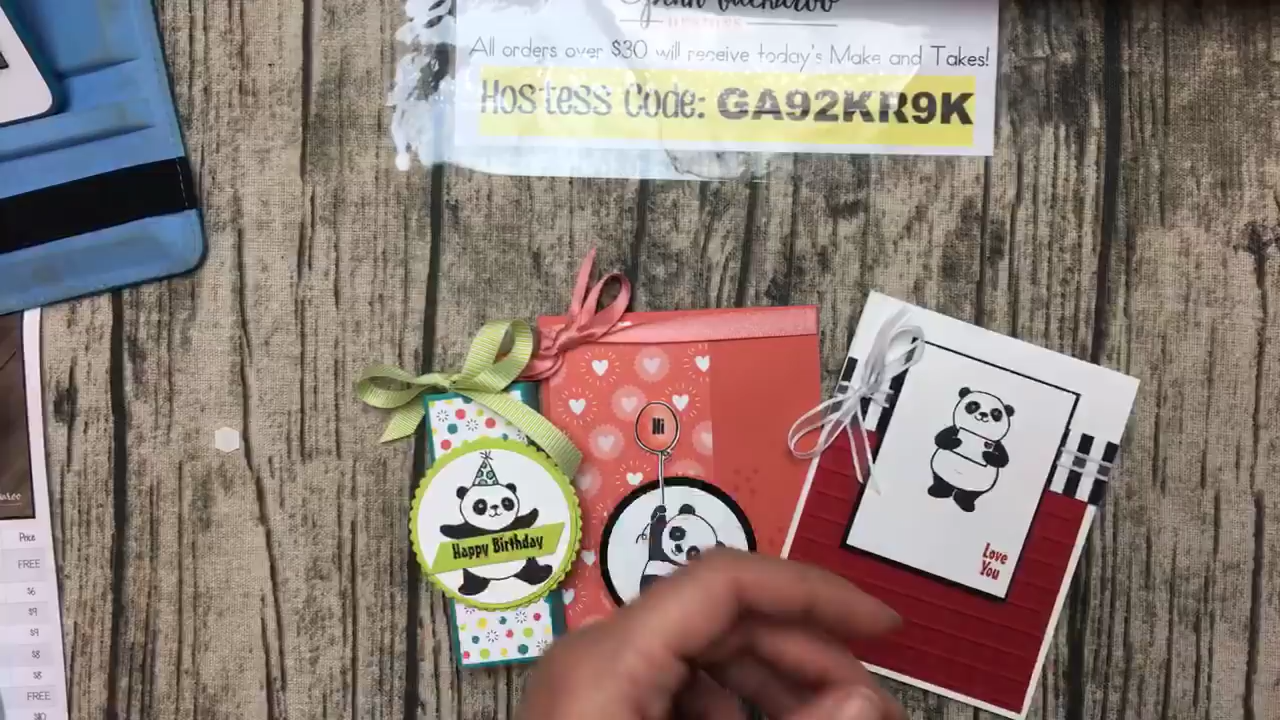 All orders over $30 will receive today's Make and Takes!
Hostess Code: GA92KR9K
Hi
Happy Birthday
Love
You
Price
FREE
$6
$9
$9
$8
$8
FREE
$10